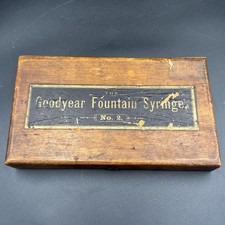 THE
Goodyear Fountain Syringe.
No. 2.